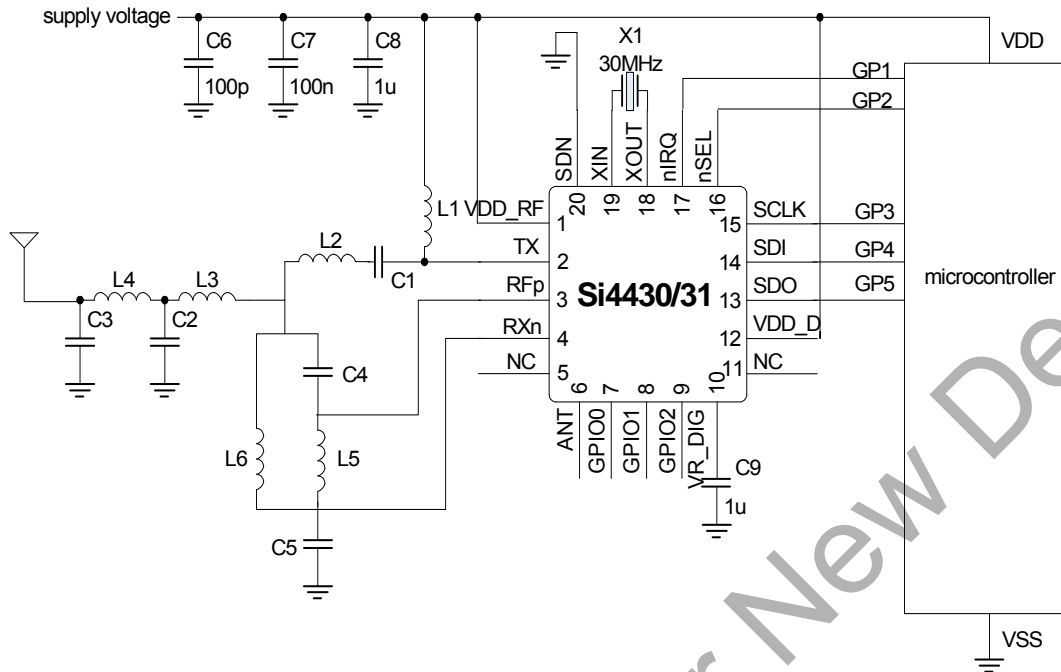 supply voltage
C6
100p
C7
100n
C8
1u
X1
30MHz
VDD
GP1
GP2
SDN
XIN
XOUT
nIRQ
nSEL
20
19
18
17
16
L1
VDD_RF
1
TX
2
RFp
3
RXn
4
NC
5
Si4430/31
SCLK
15
GP3
SDI
14
GP4
SDO
13
GP5
VDD_D
12
NC
11
microcontroller
L2
C1
L4
L3
C3
C2
C4
L6
L5
C5
6
7
8
9
10
ANT
GPIO0
GPIO1
GPIO2
VR_DIG
C9
1u
VSS
r New De